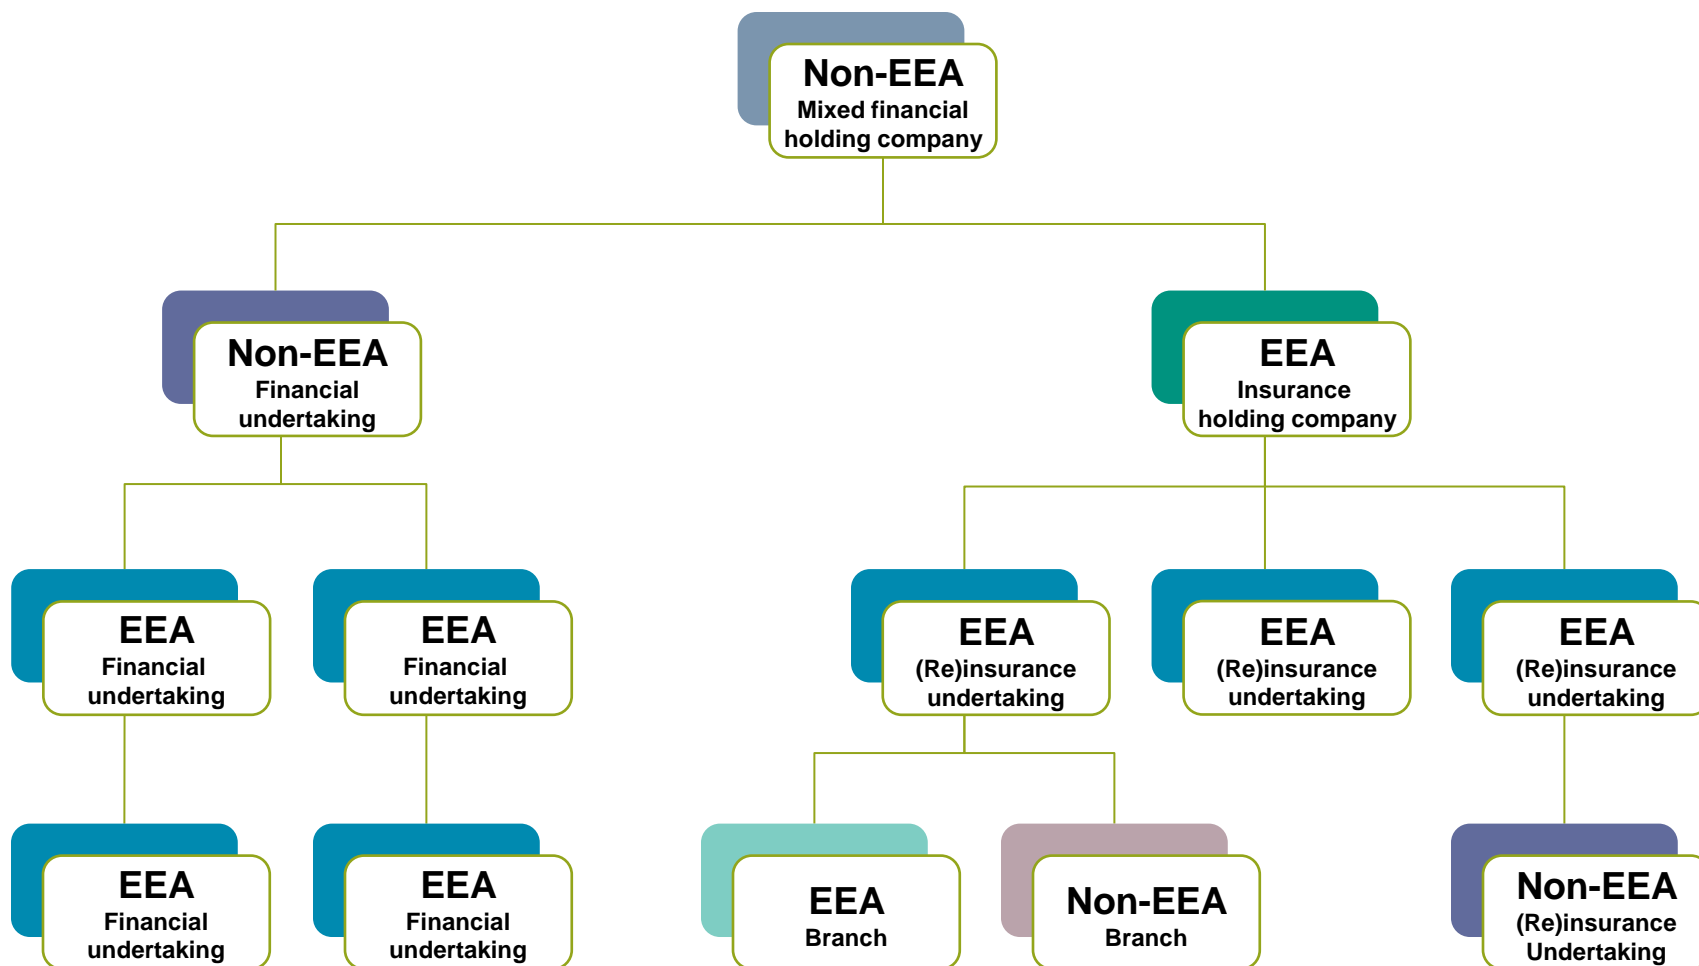 Non-EEA
Mixed financial
holding company
Non-EEA
Financial
undertaking
EEA
Insurance
holding company
EEA
Financial
undertaking
EEA
Financial
undertaking
EEA
(Re)insurance
undertaking
EEA
(Re)insurance
undertaking
EEA
(Re)insurance
undertaking
EEA
Financial
undertaking
EEA
Financial
undertaking
EEA
Branch
Non-EEA
Branch
Non-EEA
(Re)insurance
Undertaking